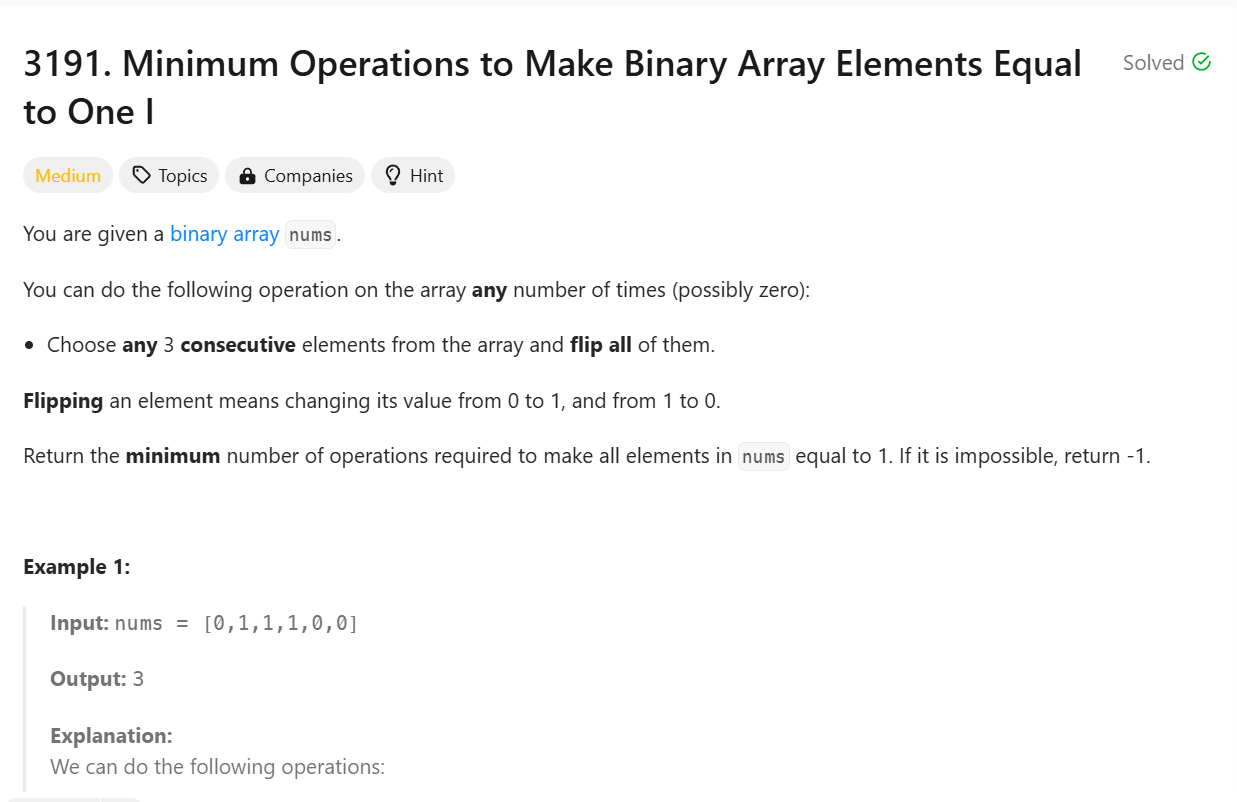 3191. Minimum Operations to Make Binary Array Elements Equal
to One I
Solved
Medium Topics Companies Hint
You are given a binary array nums.
You can do the following operation on the array any number of times (possibly zero):
• Choose any 3 consecutive elements from the array and flip all of them.
Flipping an element means changing its value from 0 to 1, and from 1 to 0.
Return the minimum number of operations required to make all elements in nums equal to 1. If it is impossible, return -1.
Example 1:
Input: nums = [0,1,1,1,0,0]
Output: 3
Explanation:
We can do the following operations: